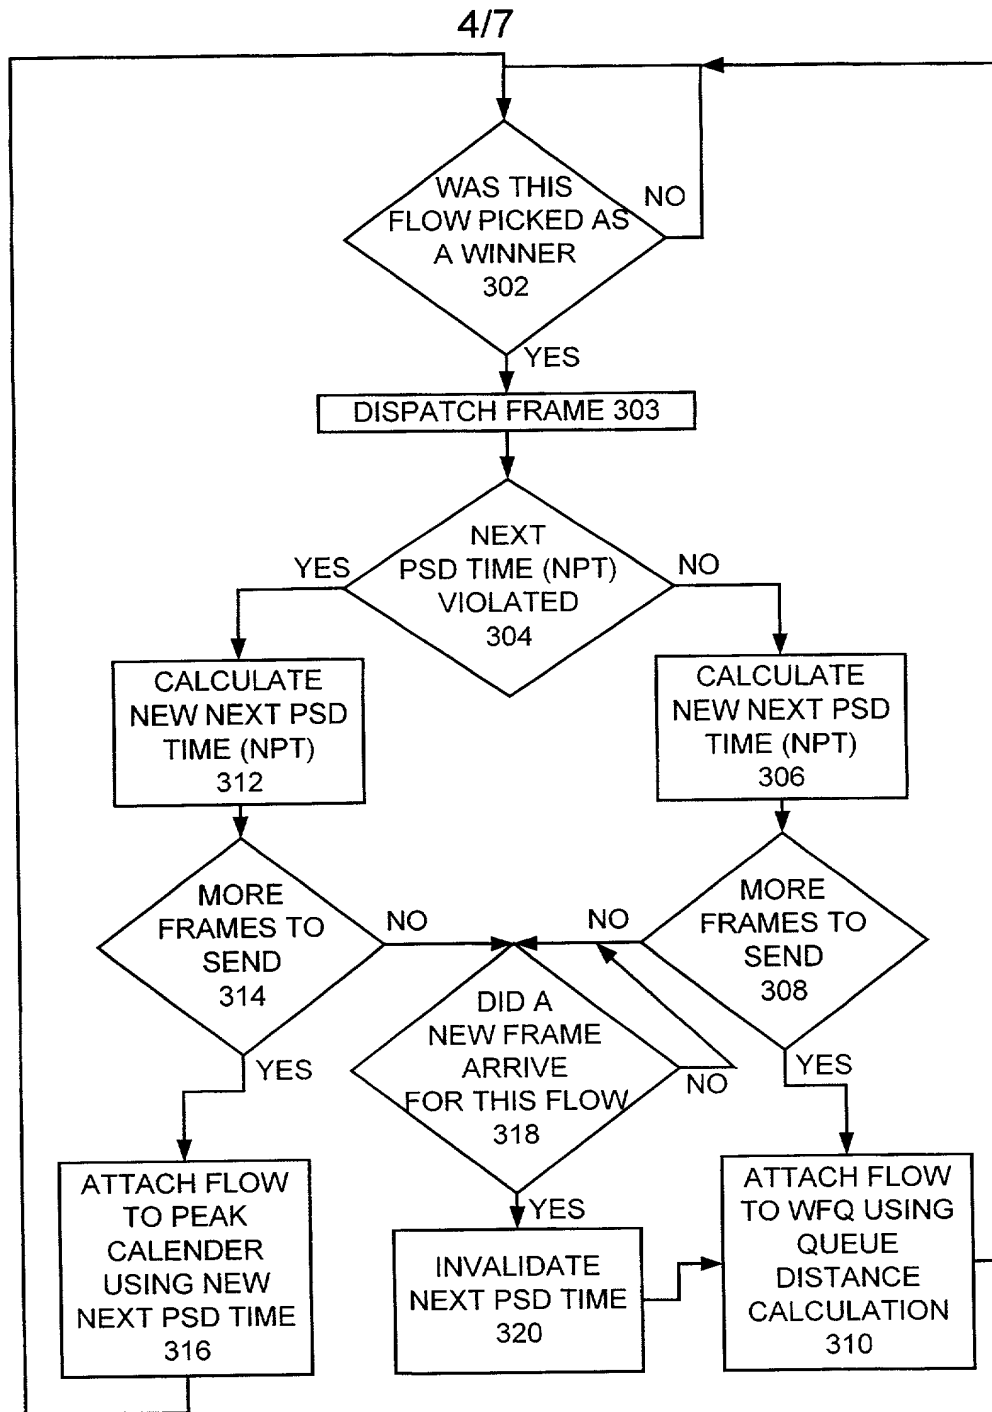 4/7
WAS THIS
FLOW PICKED AS
A WINNER
302
NO
YES
DISPATCH FRAME 303
NEXT
PSD TIME (NPT)
VIOLATED
304
YES
NO
CALCULATE
NEW NEXT PSD
TIME (NPT)
312
CALCULATE
NEW NEXT PSD
TIME (NPT)
306
MORE
FRAMES TO
SEND
314
NO
NO
MORE
FRAMES TO
SEND
308
DID A
NEW FRAME
ARRIVE
FOR THIS FLOW
318
NO
YES
YES
YES
ATTACH FLOW
TO PEAK
CALENDER
USING NEW
NEXT PSD TIME
316
INVALIDATE
NEXT PSD TIME
320
ATTACH FLOW
TO WFQ USING
QUEUE
DISTANCE
CALCULATION
310